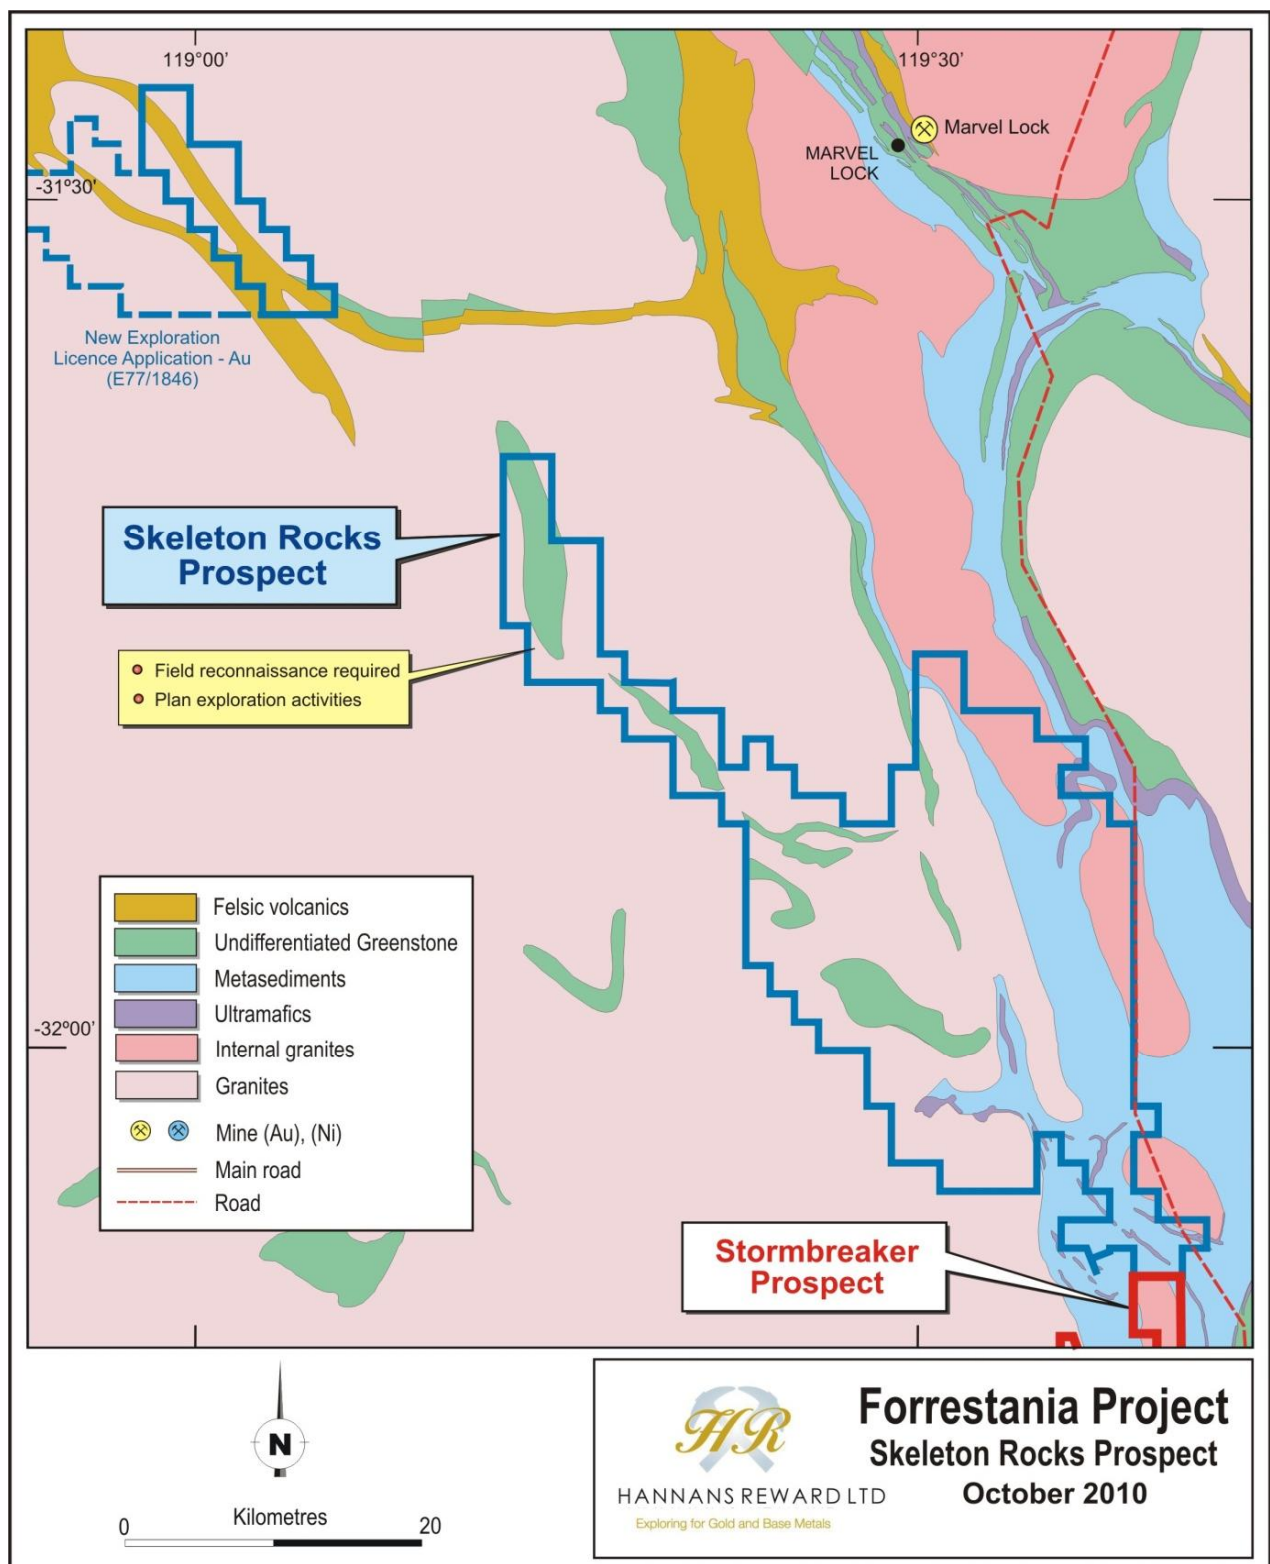 119°00'
119°30'
Marvel Lock
MARVEL
LOCK
-31°30'
New Exploration
Licence Application - Au
(E77/1846)
Skeleton Rocks
Prospect
Field reconnaissance required
Plan exploration activities
Felsic volcanics
Undifferentiated Greenstone
Metasediments
Ultramafics
Internal granites
Granites
Mine (Au), (Ni)
Main road
Road
-32°00'
Stormbreaker
Prospect
N
Kilometres
0 20
HR
HANNANS REWARD LTD
Exploring for Gold and Base Metals
Forrestania Project
Skeleton Rocks Prospect
October 2010